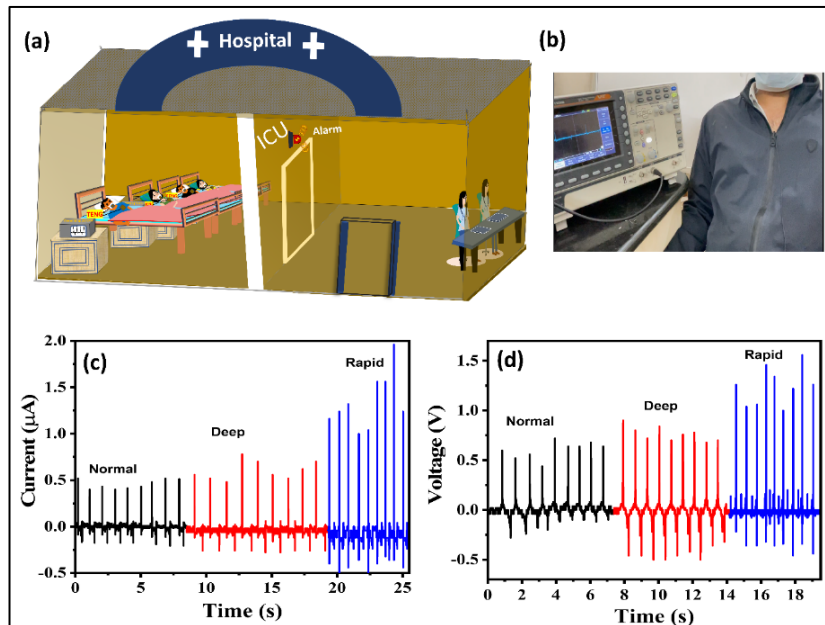 (a)
Hospital
ICU
Alarm
TENG
TENG
(b)
(c)
Current (μA)
2.0
1.5
1.0
0.5
0.0
-0.5
Normal
Deep
Rapid
0 5 10 15 20 25
Time (s)
(d)
Voltage (V)
1.5
1.0
0.5
0.0
-0.5
Normal
Deep
Rapid
0 2 4 6 8 10 12 14 16 18
Time (s)